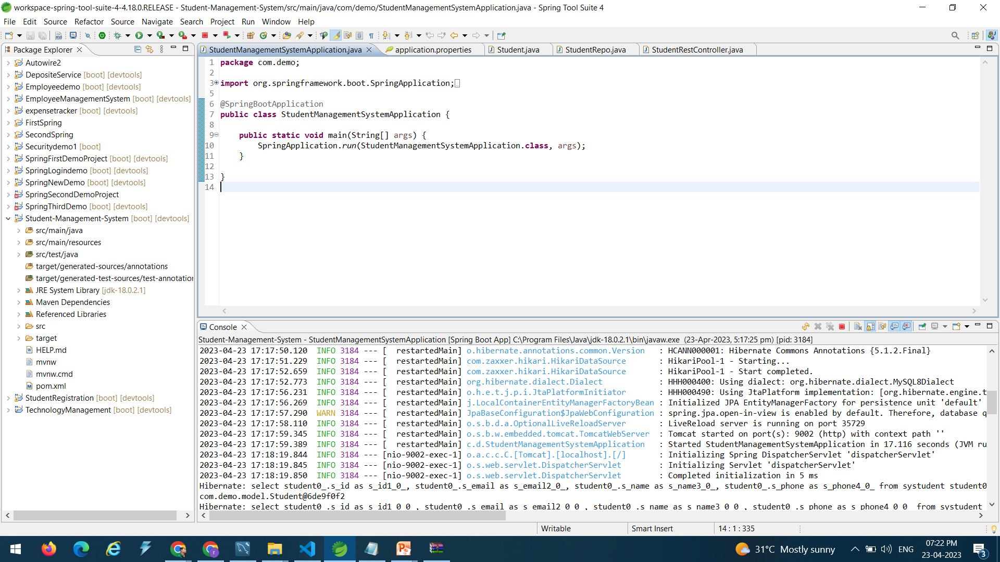 workspace-spring-tool-suite-4-4.18.0.RELEASE - Student-Management-System/src/main/java/com/demo/StudentManagementSystemApplication.java - Spring Tool Suite 4
File Edit Source Refactor Source Navigate Search Project Run Window Help
Package Explorer
Autowire2
DepositeService [boot] [devtools]
Employeedemo [boot] [devtools]
EmployeeManagementSystem [boot] [devtools]
expensetracker [boot] [devtools]
FirstSpring
SecondSpring
Securitydemo1 [boot]
SpringFirstDemoProject [boot] [devtools]
SpringLogindemo [boot] [devtools]
SpringNewDemo [boot] [devtools]
SpringSecondDemoProject
SpringThirdDemo [boot] [devtools]
Student-Management-System [boot] [devtools]
src/main/java
src/main/resources
src/test/java
target/generated-sources/annotations
target/generated-test-sources/test-annotation
JRE System Library [jdk-18.0.2.1]
Maven Dependencies
Referenced Libraries
src
target
HELP.md
mvnw
mvnw.cmd
pom.xml
StudentRegistration [boot] [devtools]
TechnologyManagement [boot] [devtools]
StudentManagementSystemApplication.java application.properties Student.java StudentRepo.java StudentRestController.java
1 package com.demo;
2
3 import org.springframework.boot.SpringApplication;
5
6 @SpringBootApplication
7 public class StudentManagementSystemApplication {
8
9 public static void main(String[] args) {
10 SpringApplication.run(StudentManagementSystemApplication.class, args);
11 }
12
13 }
14
Console
Student-Management-System - StudentManagementSystemApplication [Spring Boot App] C:\Program Files\Java\jdk-18.0.2.1\bin\javaw.exe (23-Apr-2023, 5:17:25 pm) [pid: 3184]
2023-04-23 17:17:50.120 INFO 3184 --- [ restartedMain] o.hibernate.annotations.common.Version : HCANN000001: Hibernate Commons Annotations {5.1.2.Final}
2023-04-23 17:17:51.229 INFO 3184 --- [ restartedMain] com.zaxxer.hikari.HikariDataSource : HikariPool-1 - Starting...
2023-04-23 17:17:52.659 INFO 3184 --- [ restartedMain] com.zaxxer.hikari.HikariDataSource : HikariPool-1 - Start completed.
2023-04-23 17:17:52.773 INFO 3184 --- [ restartedMain] org.hibernate.dialect.Dialect : HHH000400: Using dialect: org.hibernate.dialect.MySQL8Dialect
2023-04-23 17:17:56.231 INFO 3184 --- [ restartedMain] o.h.e.t.j.p.i.JtaPlatformInitiator : HHH000490: Using JtaPlatform implementation: [org.hibernate.engine.t
2023-04-23 17:17:56.269 INFO 3184 --- [ restartedMain] j.LocalContainerEntityManagerFactoryBean : Initialized JPA EntityManagerFactory for persistence unit 'default'
2023-04-23 17:17:57.290 WARN 3184 --- [ restartedMain] JpaBaseConfiguration$JpaWebConfiguration : spring.jpa.open-in-view is enabled by default. Therefore, database q
2023-04-23 17:17:58.110 INFO 3184 --- [ restartedMain] o.s.b.d.a.OptionalLiveReloadServer : LiveReload server is running on port 35729
2023-04-23 17:17:59.345 INFO 3184 --- [ restartedMain] o.s.b.w.embedded.tomcat.TomcatWebServer : Tomcat started on port(s): 9002 (http) with context path ''
2023-04-23 17:17:59.389 INFO 3184 --- [ restartedMain] c.d.StudentManagementSystemApplication : Started StudentManagementSystemApplication in 17.116 seconds (JVM ru
2023-04-23 17:18:19.844 INFO 3184 --- [nio-9002-exec-1] o.a.c.c.C.[Tomcat].[localhost].[/] : Initializing Spring DispatcherServlet 'dispatcherServlet'
2023-04-23 17:18:19.845 INFO 3184 --- [nio-9002-exec-1] o.s.web.servlet.DispatcherServlet : Initializing Servlet 'dispatcherServlet'
2023-04-23 17:18:19.850 INFO 3184 --- [nio-9002-exec-1] o.s.web.servlet.DispatcherServlet : Completed initialization in 5 ms
Hibernate: select student0_.s_id as s_id1_0_, student0_.s_email as s_email2_0_, student0_.s_name as s_name3_0_, student0_.s_phone as s_phone4_0_ from systudent student0
com.demo.model.Student@6de9f0f2
Hibernate: select student0_.s_id as s_id1_0_0_, student0_.s_email as s_email2_0_0_, student0_.s_name as s_name3_0_0_, student0_.s_phone as s_phone4_0_0_ from systudent
Writable Smart Insert 14 : 1 : 335
31°C Mostly sunny ENG 07:22 PM
23-04-2023
3